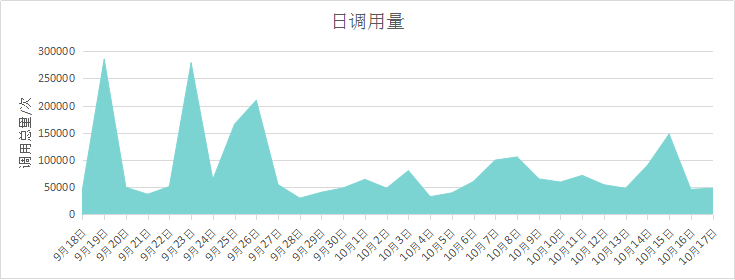 日调用量
调用总量/次
300000
250000
200000
150000
100000
50000
0
9月18日
9月19日
9月20日
9月21日
9月22日
9月23日
9月24日
9月25日
9月26日
9月27日
9月28日
9月29日
9月30日
10月1日
10月2日
10月3日
10月4日
10月5日
10月6日
10月7日
10月8日
10月9日
10月10日
10月11日
10月12日
10月13日
10月14日
10月15日
10月16日
10月17日